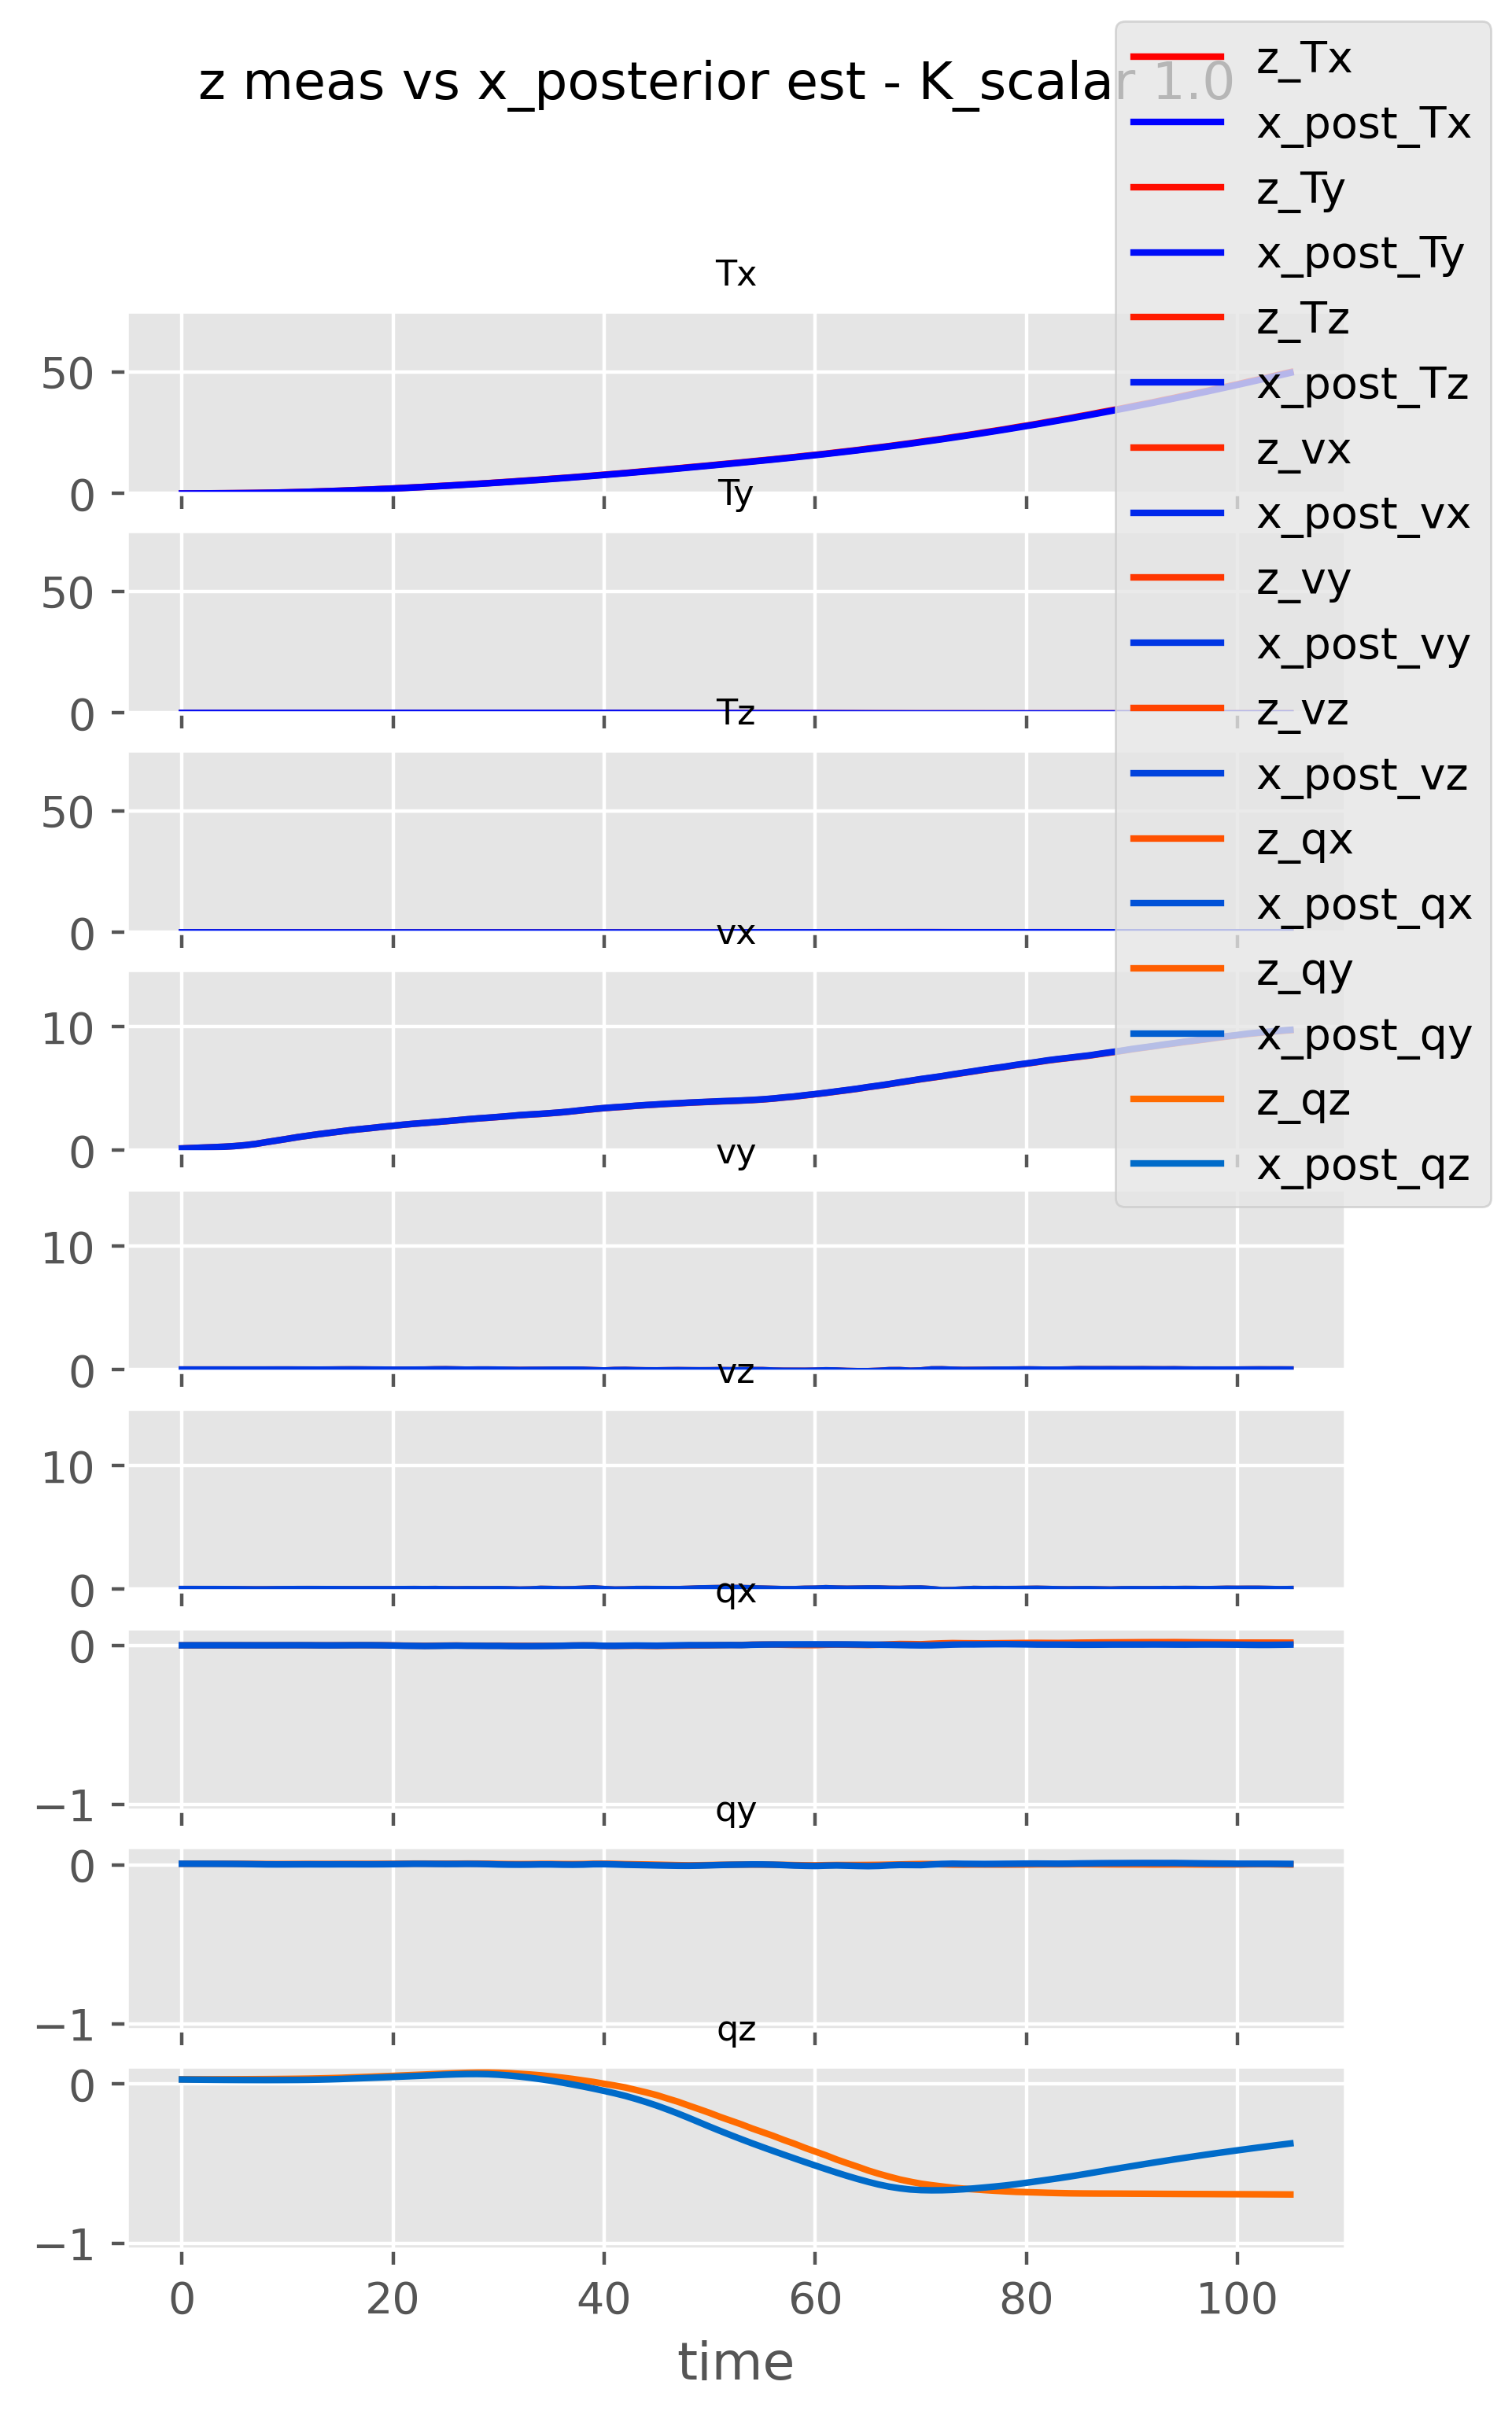 z meas vs x_posterior est - K_scalar 1.0
z_Tx
x_post_Tx
z_Ty
x_post_Ty
z_Tz
x_post_Tz
z_vx
x_post_vx
z_vy
x_post_vy
z_vz
x_post_vz
z_qx
x_post_qx
z_qy
x_post_qy
z_qz
x_post_qz
Tx
50
0
Ty
50
0
Tz
50
0
vx
10
0
vy
10
0
vz
10
0
qx
0
−1
qy
0
−1
qz
0
−1
0 20 40 60 80 100
time